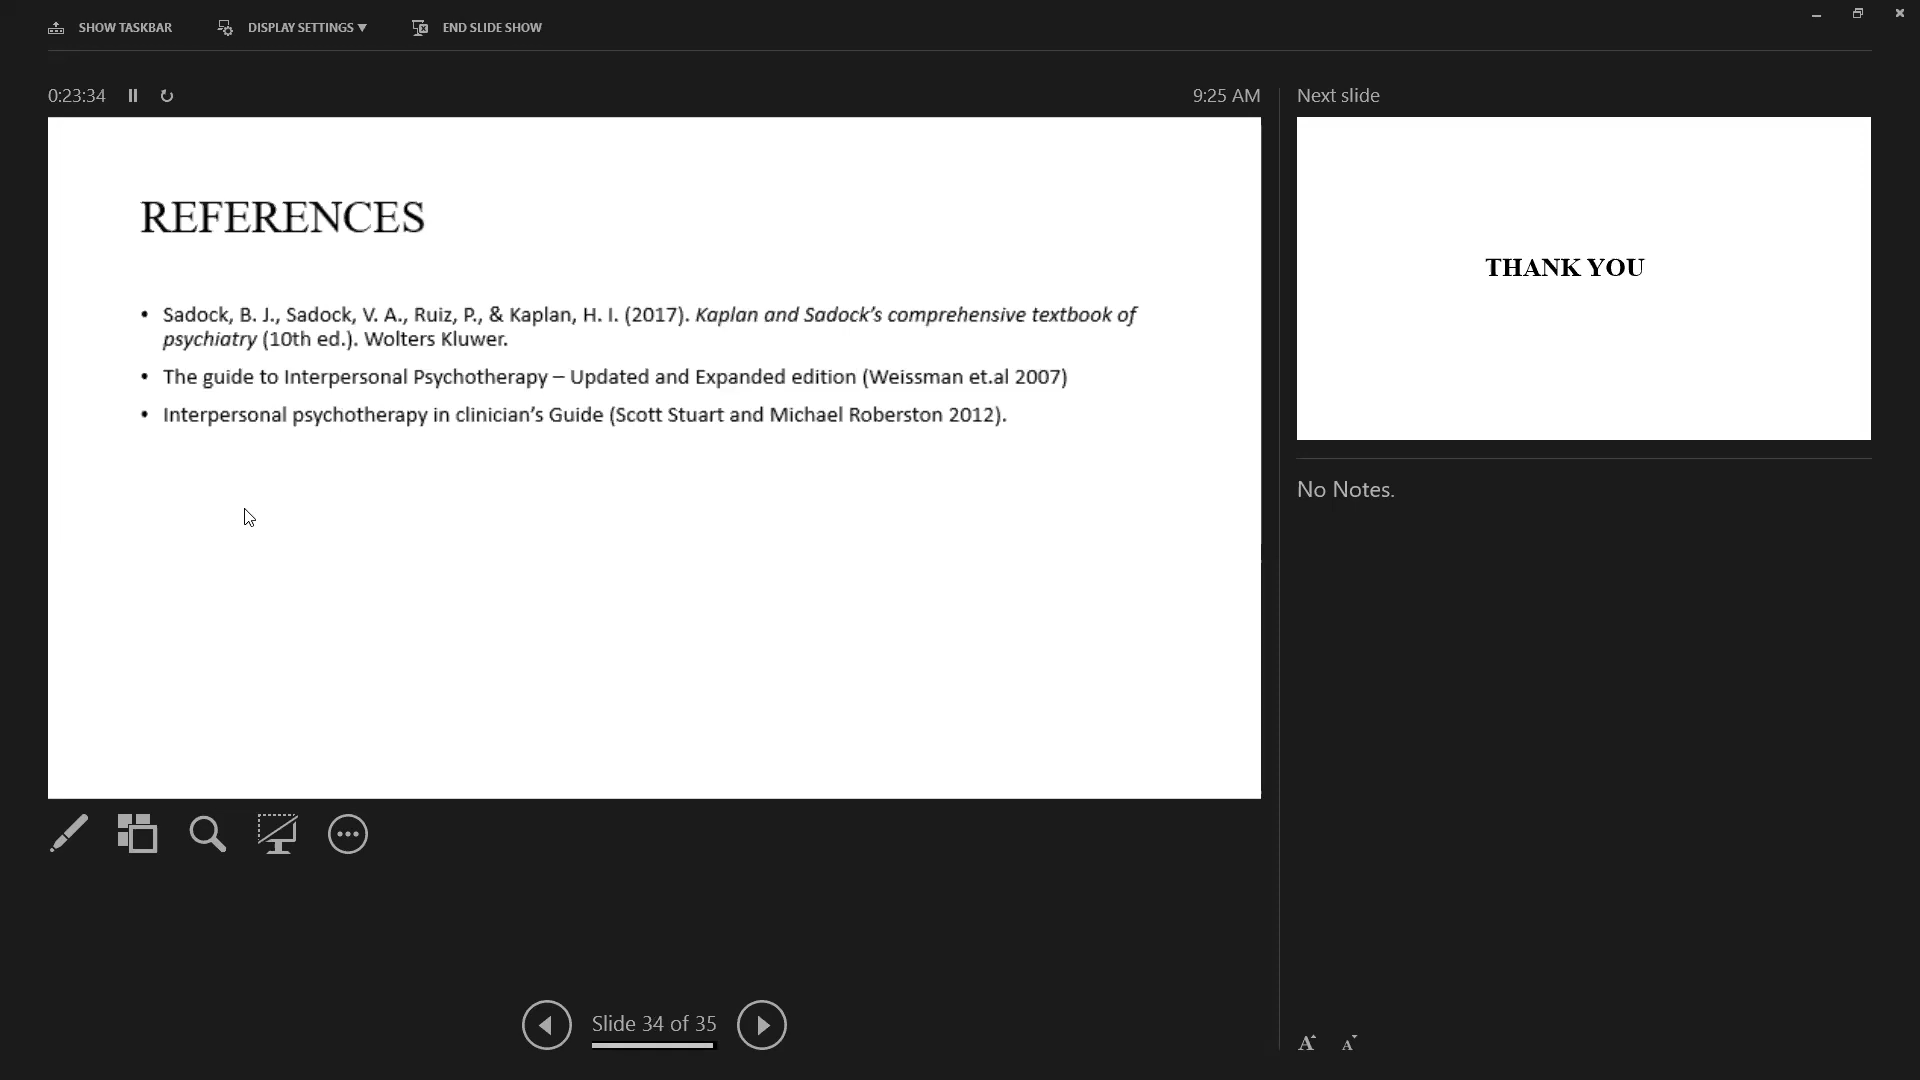 SHOW TASKBAR
DISPLAY SETTINGS ▼
END SLIDE SHOW
0:23:34
9:25 AM
REFERENCES
• Sadock, B. J., Sadock, V. A., Ruiz, P., & Kaplan, H. I. (2017). Kaplan and Sadock’s comprehensive textbook of
psychiatry (10th ed.). Wolters Kluwer.
• The guide to Interpersonal Psychotherapy – Updated and Expanded edition (Weissman et.al 2007)
• Interpersonal psychotherapy in clinician’s Guide (Scott Stuart and Michael Roberston 2012).
Slide 34 of 35
Next slide
THANK YOU
No Notes.
A A